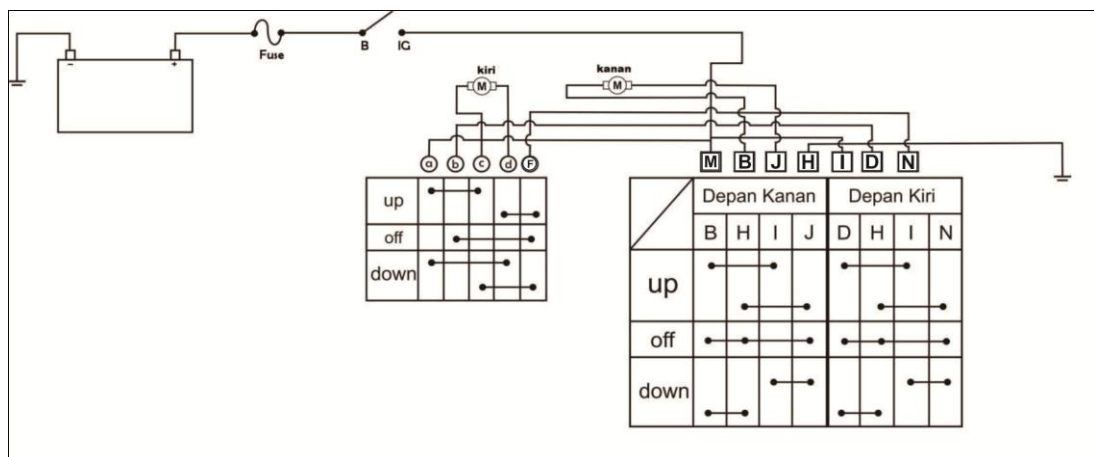 - +
Fuse
B IG
kiri
M
kanan
M
a b c d F
M B J H I D N
up
off
down
Depan Kanan Depan Kiri
B H I J D H I N
up
off
down